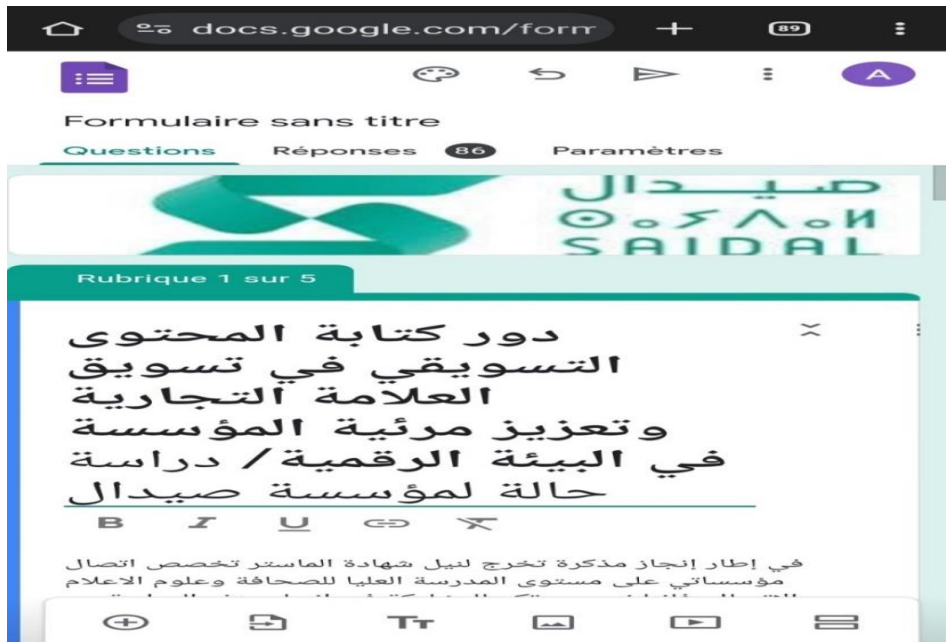 docs.google.com/form
89
A
Formulaire sans titre
Questions Réponses 86 Paramètres
صيدال
ⵙⴰⵢⴷⴰⵍ
SAIDAL
Rubrique 1 sur 5
دور كتابة المحتوى
التسويقي في تسويق
العلامة التجارية
وتعزيز مرئية المؤسسة
في البيئة الرقمية/ دراسة
حالة لمؤسسة صيدال
B I U
في إطار إنجاز مذكرة تخرج لنيل شهادة الماستر تخصص اتصال
مؤسساتي على مستوى المدرسة العليا للصحافة وعلوم الاعلام
Tт